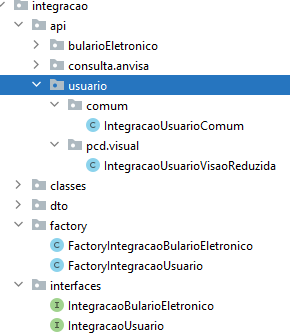 integracao
api
bularioEletronico
consulta.anvisa
usuario
comum
IntegracaoUsuarioComum
pcd.visual
IntegracaoUsuarioVisaoReduzida
classes
dto
factory
FactoryIntegracaoBularioEletronico
FactoryIntegracaoUsuario
interfaces
IntegracaoBularioEletronico
IntegracaoUsuario